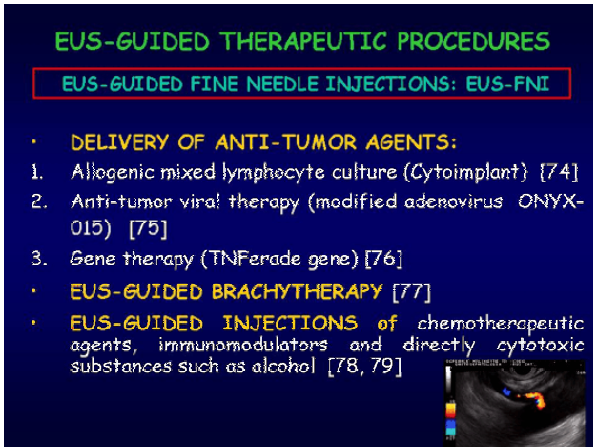 EUS-GUIDED THERAPEUTIC PROCEDURES
EUS-GUIDED FINE NEEDLE INJECTIONS: EUS-FNI
• DELIVERY OF ANTI-TUMOR AGENTS:
1. Allogenic mixed lymphocyte culture (Cytoimplant) [74]
2. Anti-tumor viral therapy (modified adenovirus ONYX-
015) [75]
3. Gene therapy (TNFerade gene) [76]
• EUS-GUIDED BRACHYTHERAPY [77]
• EUS-GUIDED INJECTIONS of chemotherapeutic
agents, immunomodulators and directly cytotoxic
substances such as alcohol [78, 79]